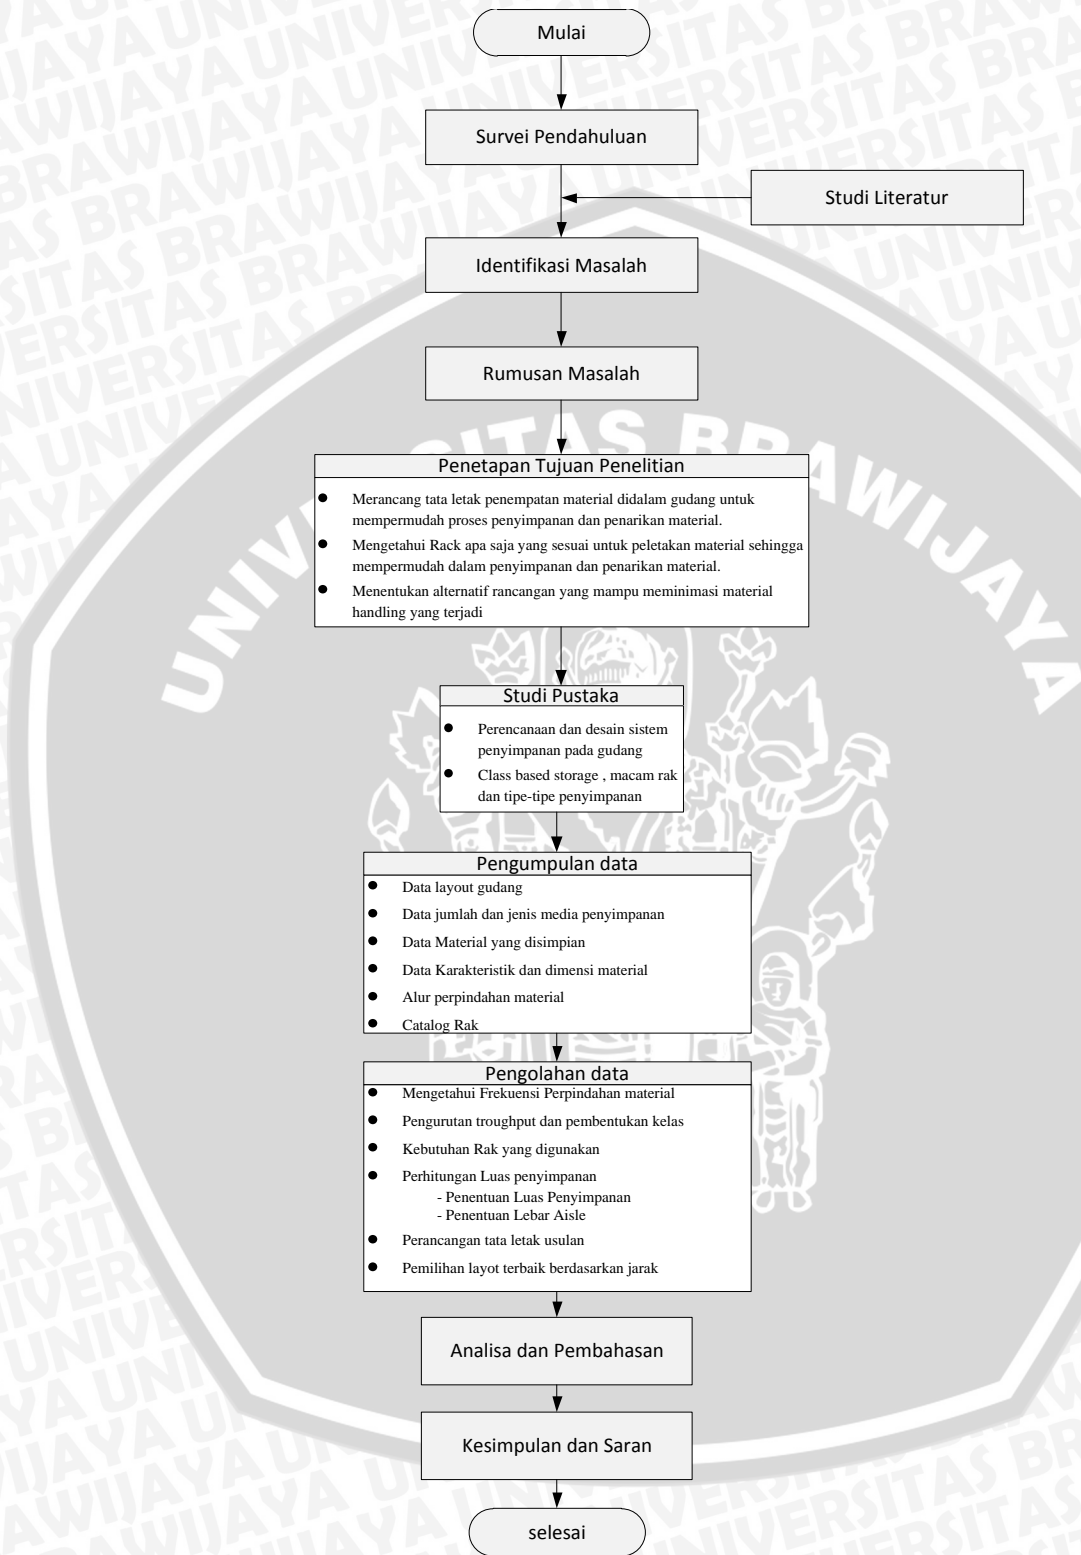 Mulai
Survei Pendahuluan
Studi Literatur
Identifikasi Masalah
Rumusan Masalah
Penetapan Tujuan Penelitian
● Merancang tata letak penempatan material didalam gudang untuk
mempermudah proses penyimpanan dan penarikan material.
● Mengetahui Rack apa saja yang sesuai untuk peletakan material sehingga
mempermudah dalam penyimpanan dan penarikan material.
● Menentukan alternatif rancangan yang mampu meminimasi material
handling yang terjadi
Studi Pustaka
● Perencanaan dan desain sistem
penyimpanan pada gudang
● Class based storage , macam rak
dan tipe-tipe penyimpanan
Pengumpulan data
● Data layout gudang
● Data jumlah dan jenis media penyimpanan
● Data Material yang disimpian
● Data Karakteristik dan dimensi material
● Alur perpindahan material
● Catalog Rak
Pengolahan data
● Mengetahui Frekuensi Perpindahan material
● Pengurutan troughput dan pembentukan kelas
● Kebutuhan Rak yang digunakan
● Perhitungan Luas penyimpanan
- Penentuan Luas Penyimpanan
- Penentuan Lebar Aisle
● Perancangan tata letak usulan
● Pemilihan layot terbaik berdasarkan jarak
Analisa dan Pembahasan
Kesimpulan dan Saran
selesai
UNIVERSITAS BRAWIJAYA